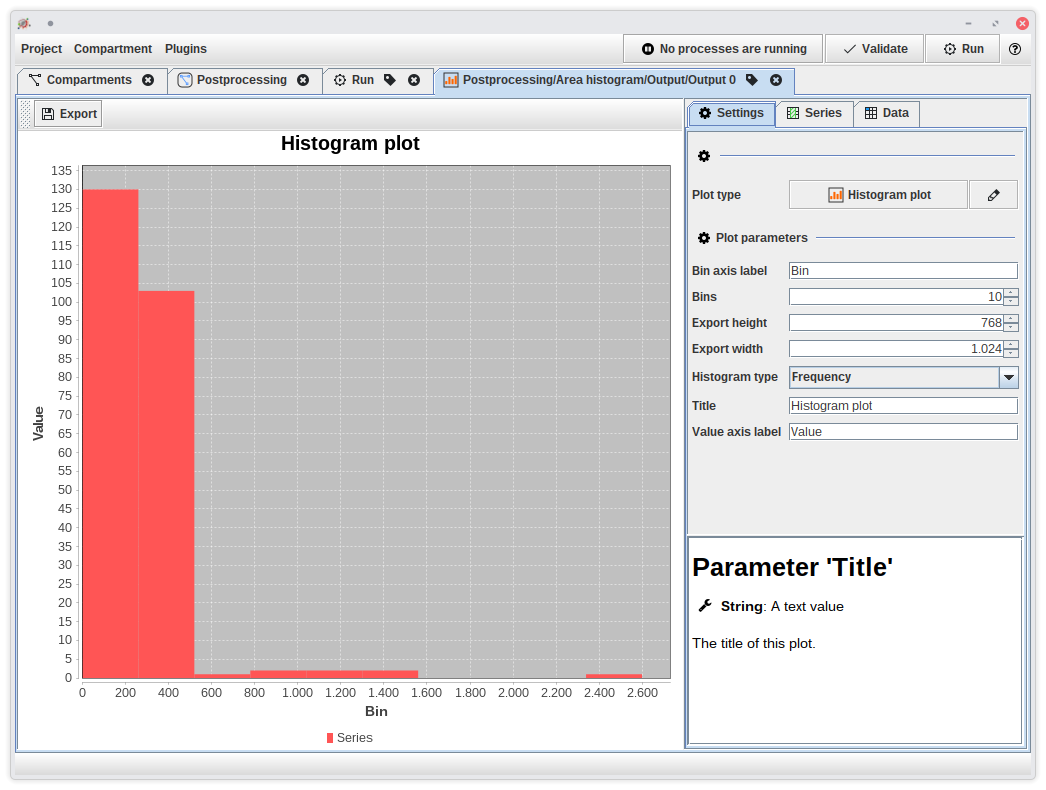 Project Compartment Plugins No processes are running Validate Run
Compartments Postprocessing Run Postprocessing/Area histogram/Output/Output 0
Export
Settings Series Data
Histogram plot
135
130
125
120
115
110
105
100
95
90
85
80
75
70
65
60
55
50
45
40
35
30
25
20
15
10
5
0
Value
0 200 400 600 800 1.000 1.200 1.400 1.600 1.800 2.000 2.200 2.400 2.600
Bin
Series
Plot type Histogram plot
Plot parameters
Bin axis label Bin
Bins 10
Export height 768
Export width 1.024
Histogram type Frequency
Title Histogram plot
Value axis label Value
Parameter 'Title'
String: A text value
The title of this plot.